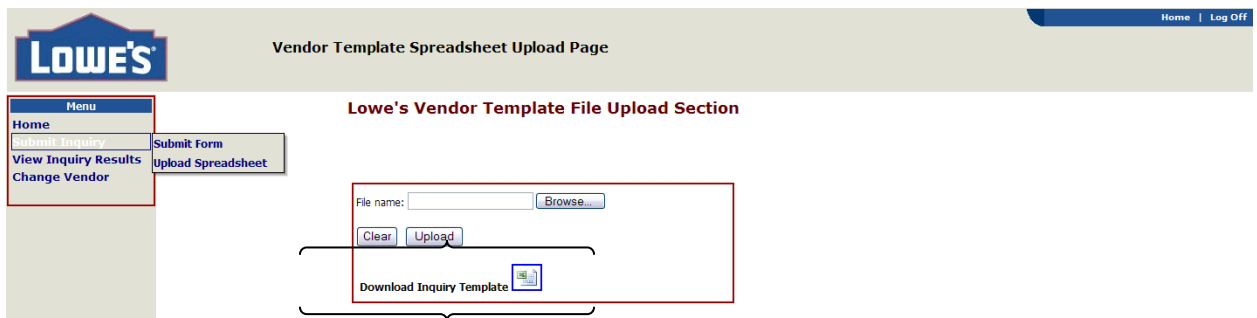 Home | Log Off
LOWE'S
Vendor Template Spreadsheet Upload Page
Menu
Home
Submit Inquiry
View Inquiry Results
Change Vendor
Submit Form
Upload Spreadsheet
Lowe's Vendor Template File Upload Section
File name: Browse...
Clear Upload
Download Inquiry Template